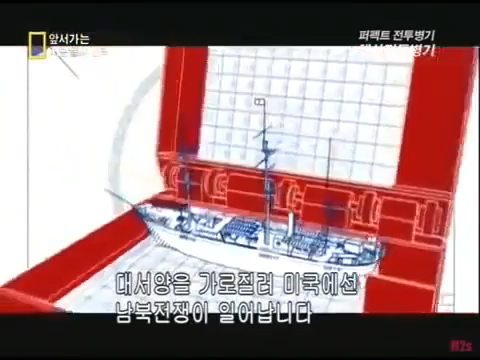 앞서가는
퍼펙트 전투병기
대서양을 가로질러 미국에선
남북전쟁이 일어납니다